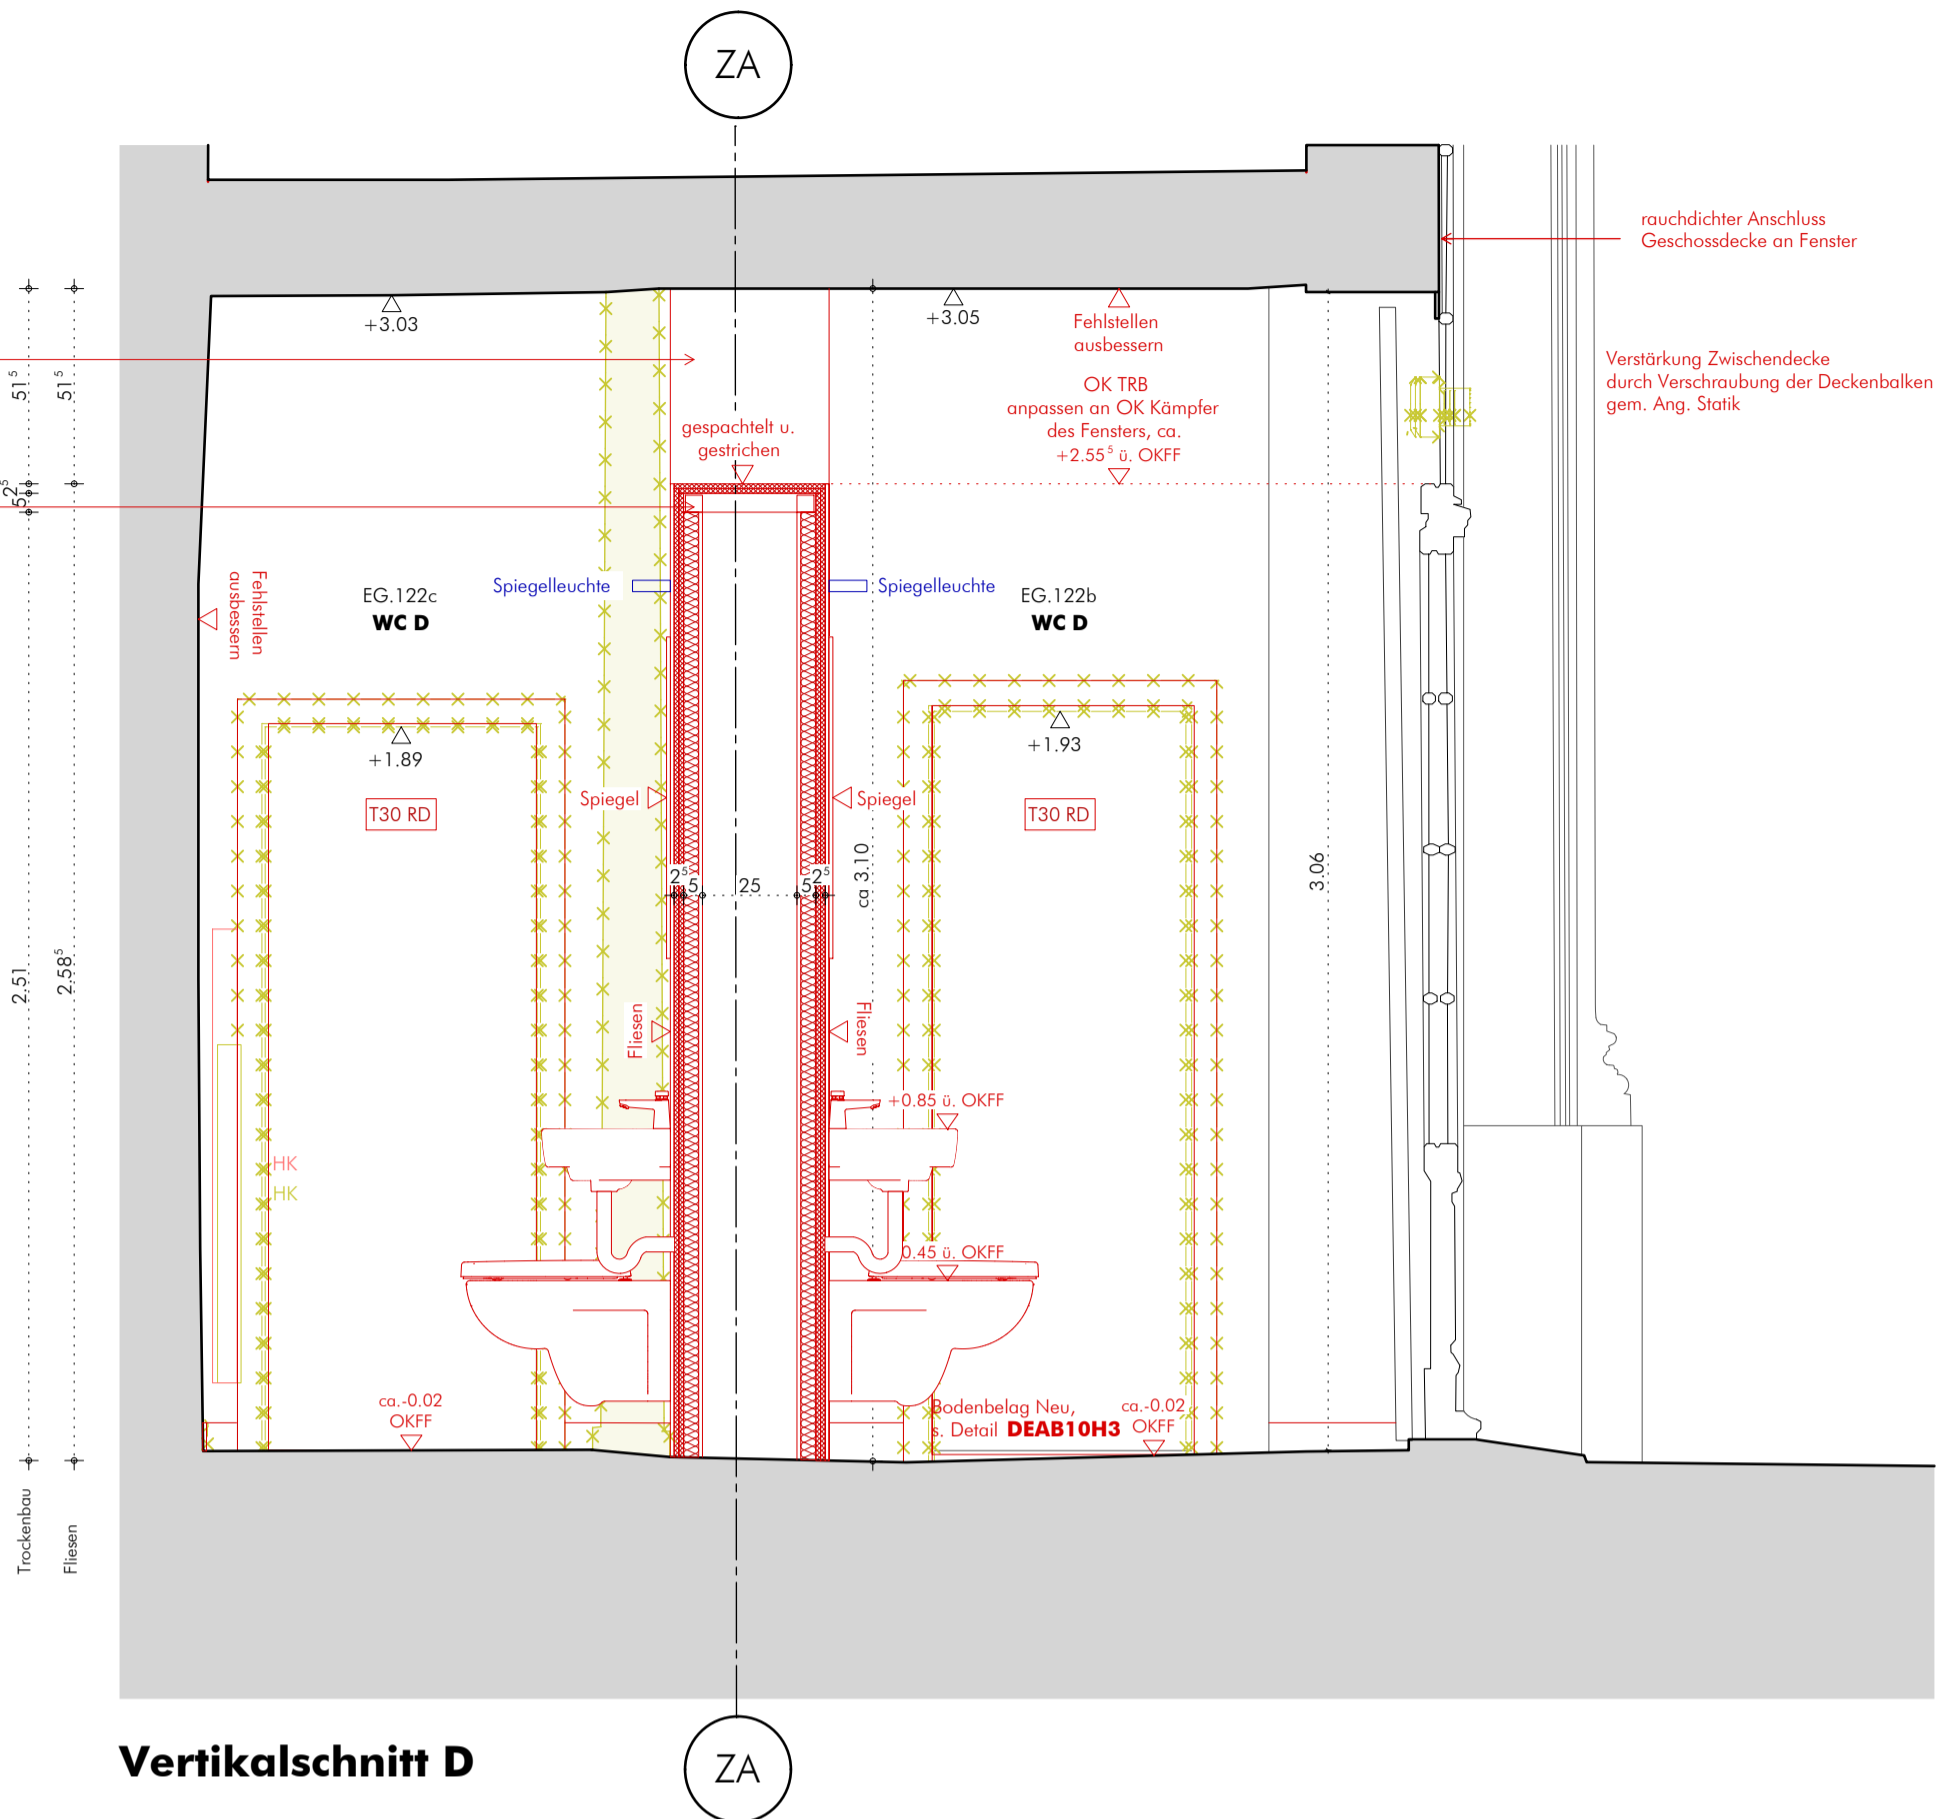 ZA
rauchdichter Anschluss
Geschossdecke an Fenster
+3.03
+3.05
Fehlstellen
ausbessern
Verstärkung Zwischendecke
durch Verschraubung der Deckenbalken
gem. Ang. Statik
51⁵
51⁵
OK TRB
anpassen an OK Kämpfer
des Fensters, ca.
+2.55⁵ ü. OKFF
gespachtelt u.
gestrichen
5
2⁵
Fehlstellen
ausbessern
Spiegelleuchte
Spiegelleuchte
EG.122c
WC D
EG.122b
WC D
+1.89
+1.93
T30 RD
T30 RD
Spiegel
Spiegel
2⁵
5
25
5
2⁵
ca 3.10
3.06
2.51
2.58⁵
Fliesen
Fliesen
+0.85 ü. OKFF
HK
HK
0.45 ü. OKFF
ca.-0.02
OKFF
Bodenbelag Neu,
s. Detail DEAB10H3
ca.-0.02
OKFF
Trockenbau
Fliesen
Vertikalschnitt D
ZA